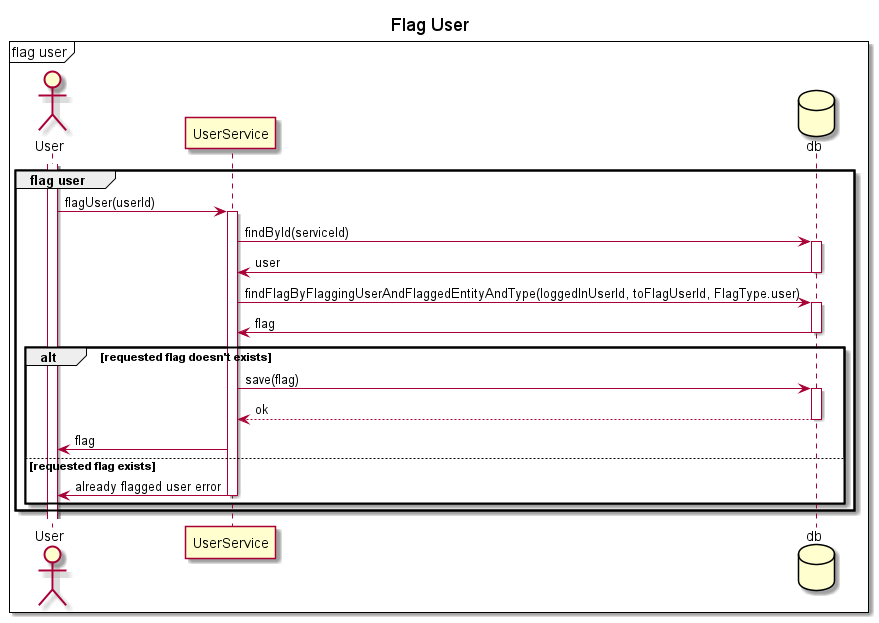 Flag User
flag user
User
UserService
db
flag user
flagUser(userId)
findById(serviceId)
user
findFlagByFlaggingUserAndFlaggedEntityAndType(loggedInUserId, toFlagUserId, FlagType.user)
flag
alt
[requested flag doesn't exists]
save(flag)
ok
flag
[requested flag exists]
already flagged user error
User
UserService
db